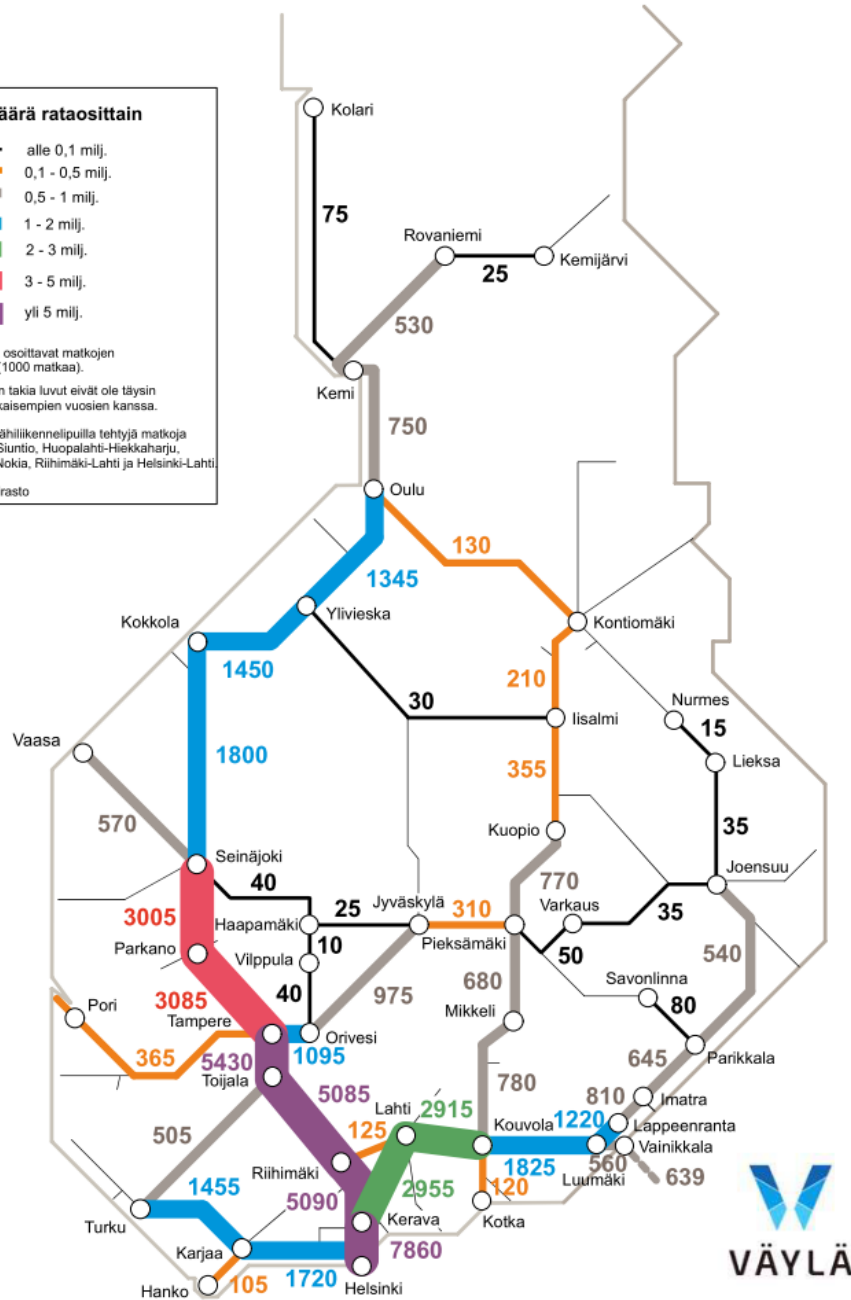 äärä rataosittain
alle 0,1 milj.
0,1 - 0,5 milj.
0,5 - 1 milj.
1 - 2 milj.
2 - 3 milj.
3 - 5 milj.
yli 5 milj.
osoittavat matkojen
(1000 matkaa).
n takia luvut eivät ole täysin
kaisempien vuosien kanssa.
ähiliikennelipuilla tehtyjä matkoja
Siuntio, Huopalahti-Hiekkaharju,
Nokia, Riihimäki-Lahti ja Helsinki-Lahti.
rasto
Kolari
75
Rovaniemi
25
Kemijärvi
530
Kemi
750
Oulu
130
1345
Ylivieska
Kokkola
Kontiomäki
1450
210
30
Nurmes
Iisalmi
15
Vaasa
1800
Lieksa
355
570
Kuopio
35
Seinäjoki
Joensuu
40
770
3005
Jyväskylä
Varkaus
35
25
310
Haapamäki
Pieksämäki
Parkano
10
50
540
Vilppula
Savonlinna
3085
40
975
680
80
Pori
Mikkeli
Tampere
Orivesi
1095
Parikkala
365
5430
645
Toijala
780
5085
810
Imatra
Lahti
2915
Kouvola
1220
Lappeenranta
505
125
Vainikkala
1825
560
Luumäki
639
Riihimäki
1455
2955
120
5090
Turku
Kerava
Kotka
Karjaa
7860
1720
Hanko
105
Helsinki
VÄYLÄ